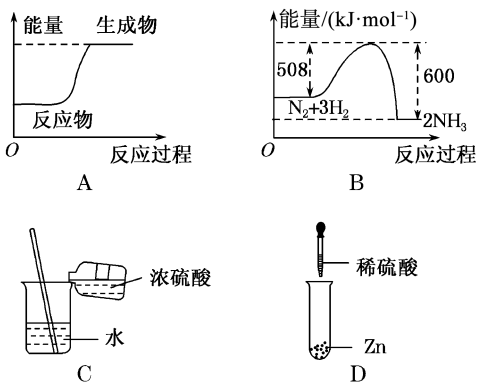 能量 生成物
反应物
O 反应过程
A
能量/(kJ·mol⁻¹)
508
600
N₂+3H₂
2NH₃
O 反应过程
B
浓硫酸
水
C
稀硫酸
Zn
D